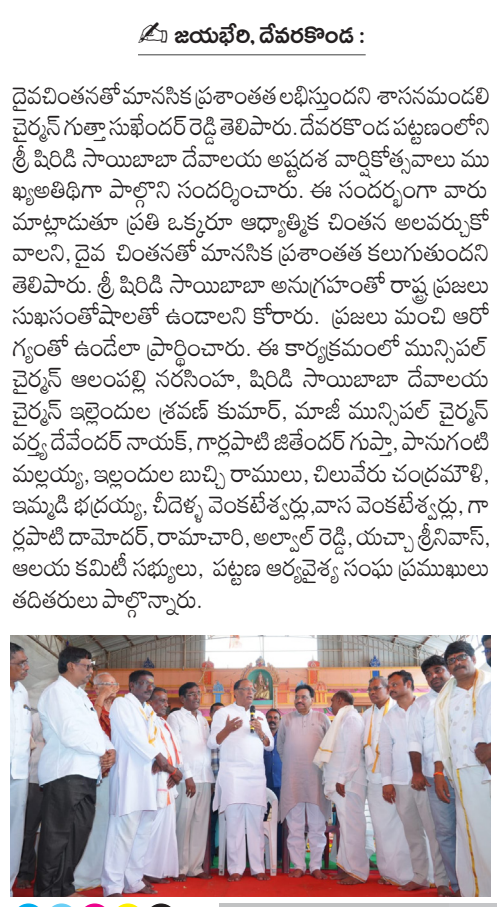 ✍ జయభేరి, దేవరకొండ :
దైవచింతనతో మానసిక ప్రశాంతత లభిస్తుందని శాసనమండలి
చైర్మన్ గుత్తా సుఖేందర్ రెడ్డి తెలిపారు. దేవరకొండ పట్టణంలోని
శ్రీ షిరిడి సాయిబాబా దేవాలయ అష్టదశ వార్షికోత్సవాలు ము
ఖ్యఅతిథిగా పాల్గొని సందర్శించారు. ఈ సందర్భంగా వారు
మాట్లాడుతూ ప్రతి ఒక్కరూ ఆధ్యాత్మిక చింతన అలవర్చుకో
వాలని, దైవ చింతనతో మానసిక ప్రశాంతత కలుగుతుందని
తెలిపారు. శ్రీ షిరిడి సాయిబాబా అనుగ్రహంతో రాష్ట్ర ప్రజలు
సుఖసంతోషాలతో ఉండాలని కోరారు. ప్రజలు మంచి ఆరో
గ్యంతో ఉండేలా ప్రార్థించారు. ఈ కార్యక్రమంలో మున్సిపల్
చైర్మన్ ఆలంపల్లి నరసింహ, షిరిడి సాయిబాబా దేవాలయ
చైర్మన్ ఇల్లెందుల శ్రవణ్ కుమార్, మాజీ మున్సిపల్ చైర్మన్
వర్త్య దేవేందర్ నాయక్, గార్లపాటి జితేందర్ గుప్తా, పానుగంటి
మల్లయ్య, ఇల్లందుల బుచ్చి రాములు, చిలువేరు చంద్రమౌళి,
ఇమ్మడి భద్రయ్య, చీదెళ్ళ వెంకటేశ్వర్లు,వాస వెంకటేశ్వర్లు, గా
ర్లపాటి దామోదర్, రామాచారి, అల్వాల్ రెడ్డి, యచ్చా శ్రీనివాస్,
ఆలయ కమిటీ సభ్యులు, పట్టణ ఆర్యవైశ్య సంఘ ప్రముఖులు
తదితరులు పాల్గొన్నారు.